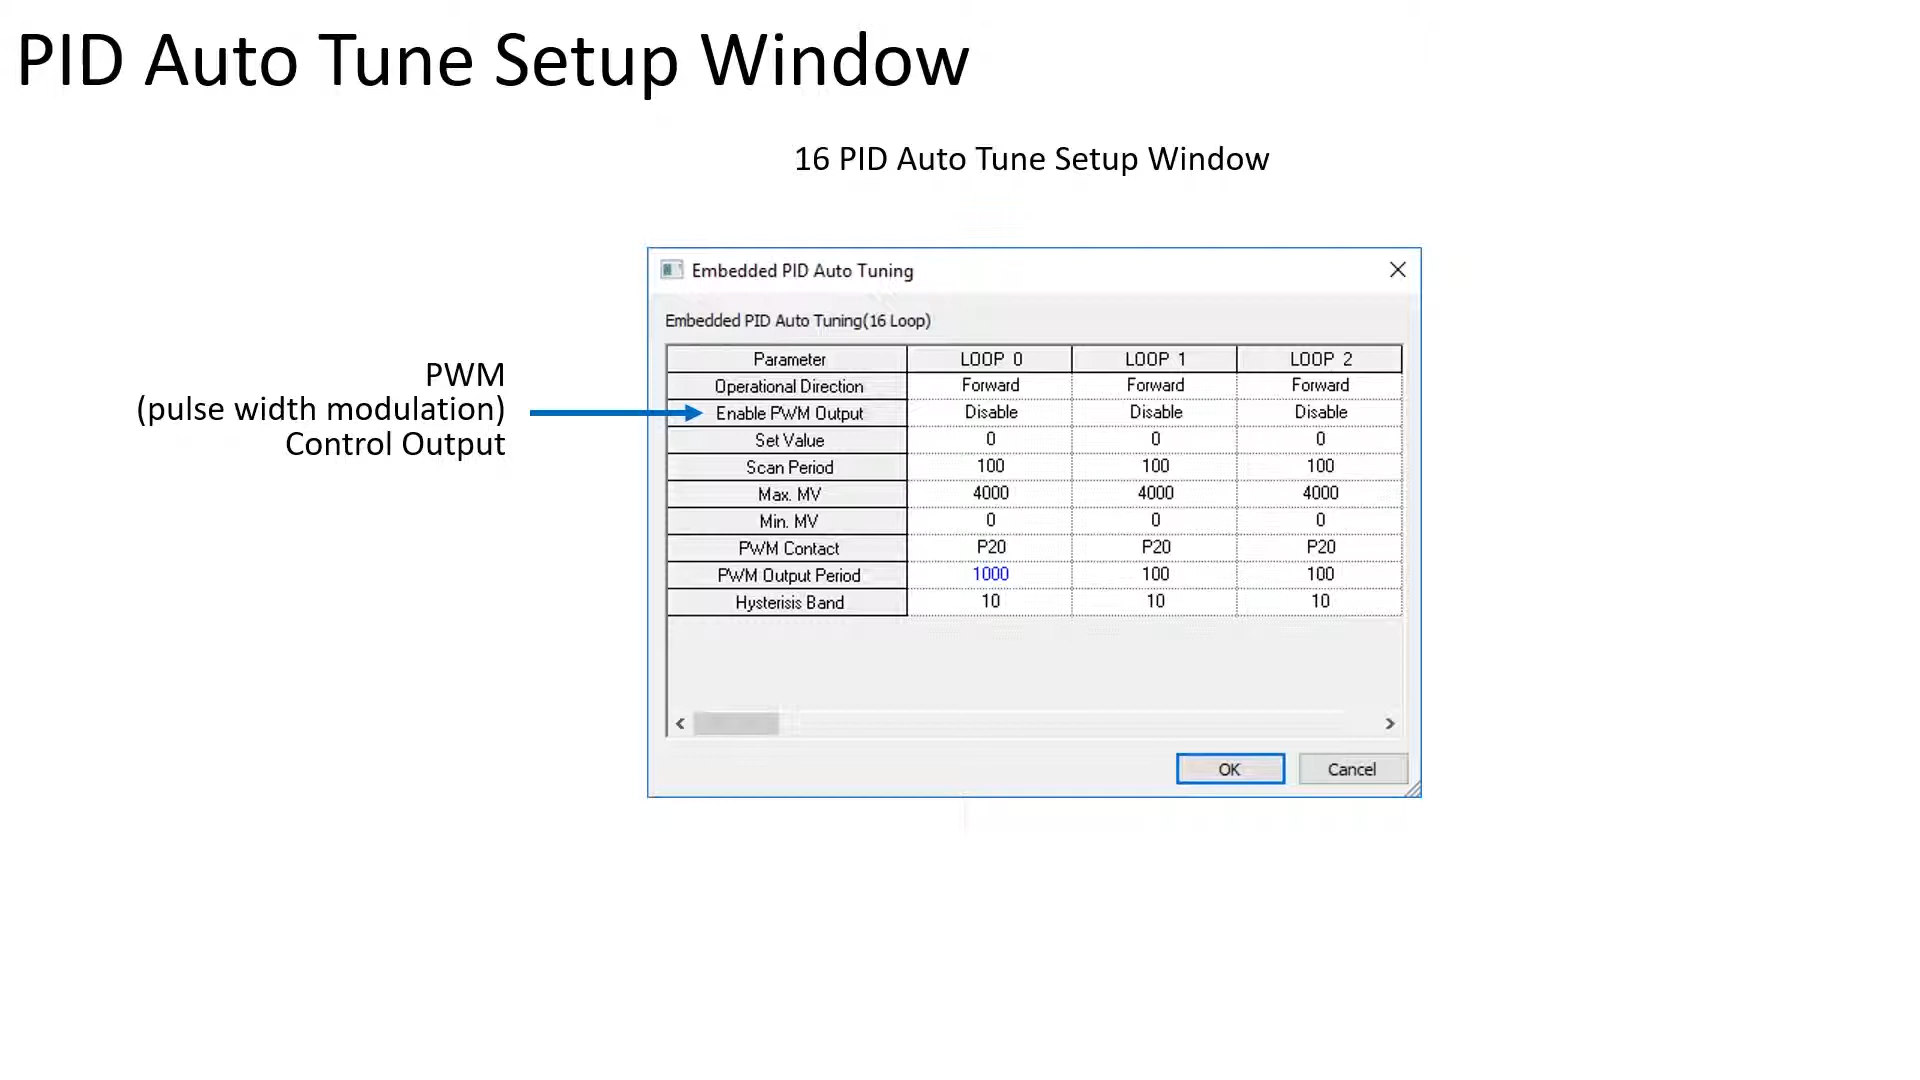 PID Auto Tune Setup Window
16 PID Auto Tune Setup Window
PWM
(pulse width modulation)
Control Output
Embedded PID Auto Tuning
Embedded PID Auto Tuning(16 Loop)
Parameter LOOP 0 LOOP 1 LOOP 2
Operational Direction Forward Forward Forward
Enable PWM Output Disable Disable Disable
Set Value 0 0 0
Scan Period 100 100 100
Max. MV 4000 4000 4000
Min. MV 0 0 0
PWM Contact P20 P20 P20
PWM Output Period 1000 100 100
Hysterisis Band 10 10 10
OK Cancel